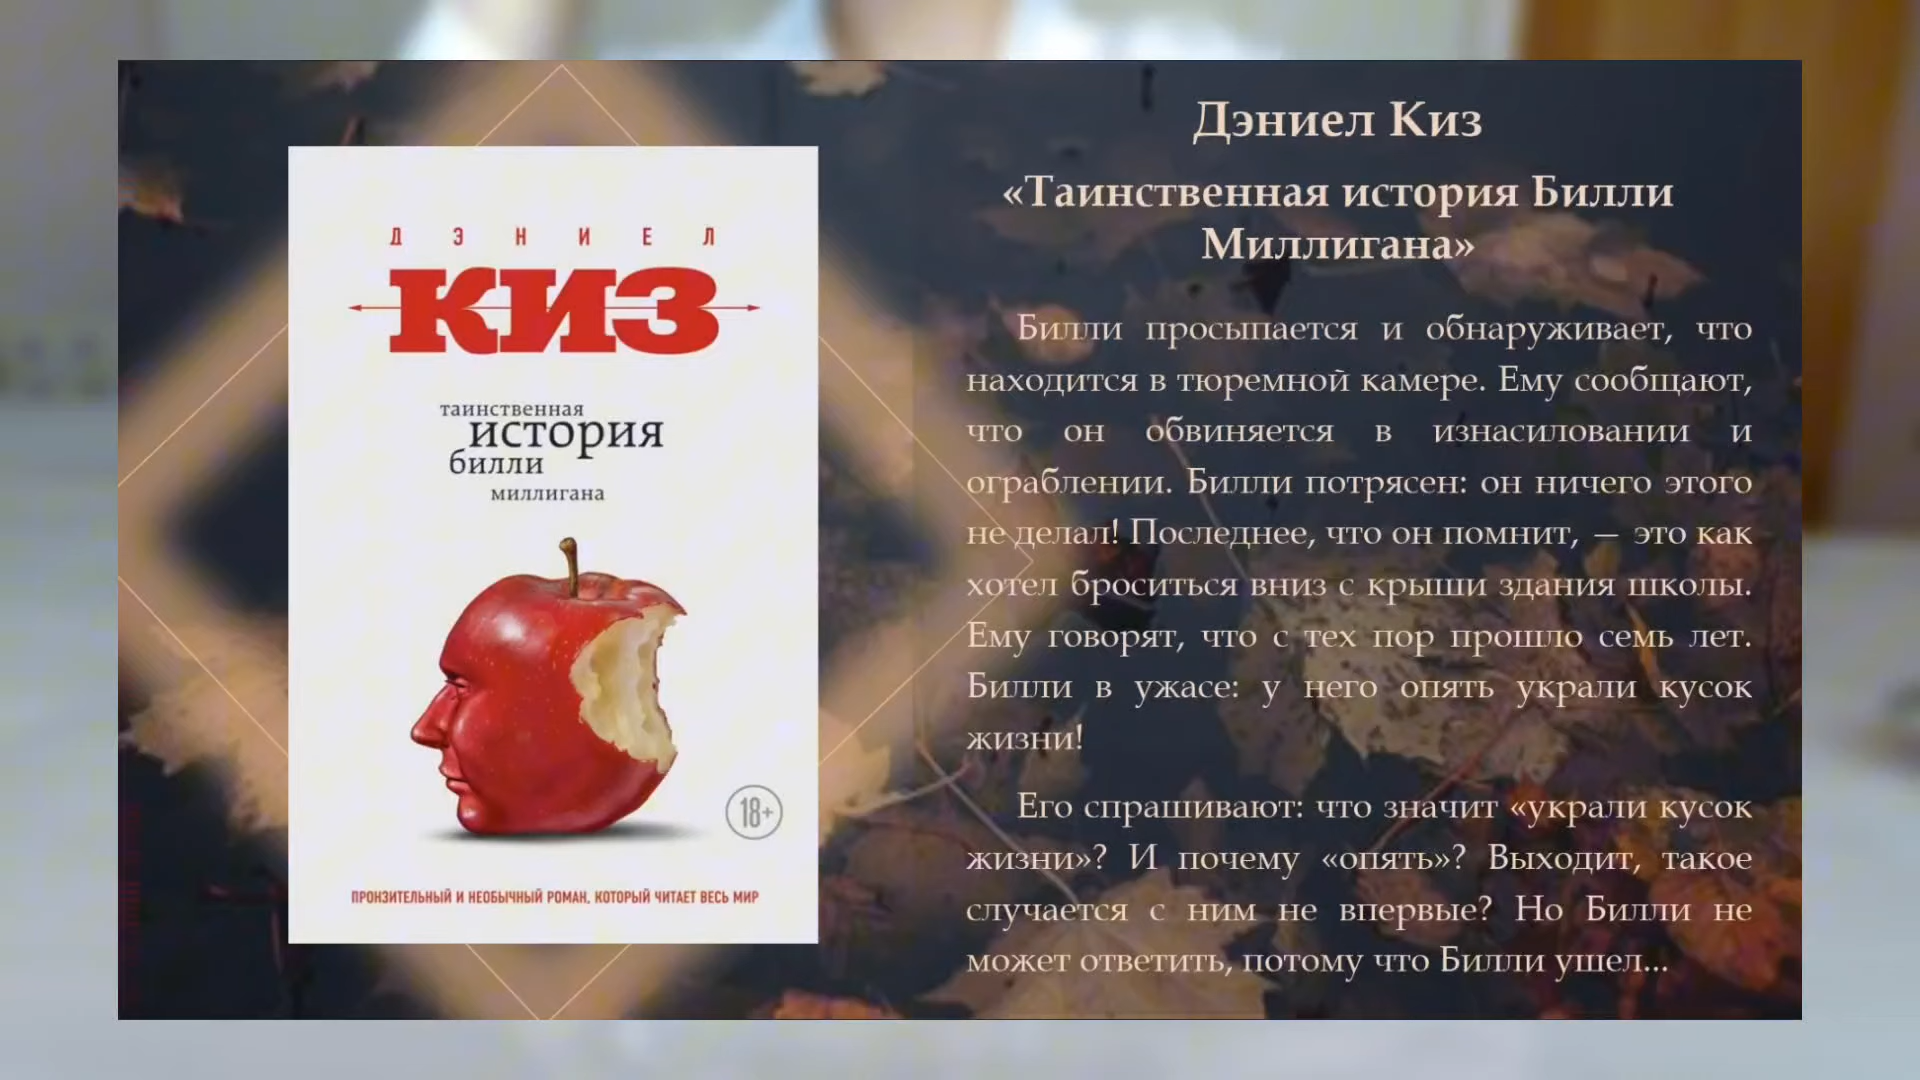 ДЭНИЕЛ
КИЗ
таинственная
история
билли
миллигана
18+
ПРОНЗИТЕЛЬНЫЙ И НЕОБЫЧНЫЙ РОМАН, КОТОРЫЙ ЧИТАЕТ ВЕСЬ МИР
Дэниел Киз
«Таинственная история Билли
Миллигана»
Билли просыпается и обнаруживает, что
находится в тюремной камере. Ему сообщают,
что он обвиняется в изнасиловании и
ограблении. Билли потрясен: он ничего этого
не делал! Последнее, что он помнит, — это как
хотел броситься вниз с крыши здания школы.
Ему говорят, что с тех пор прошло семь лет.
Билли в ужасе: у него опять украли кусок
жизни!
Его спрашивают: что значит «украли кусок
жизни»? И почему «опять»? Выходит, такое
случается с ним не впервые? Но Билли не
может ответить, потому что Билли ушел...